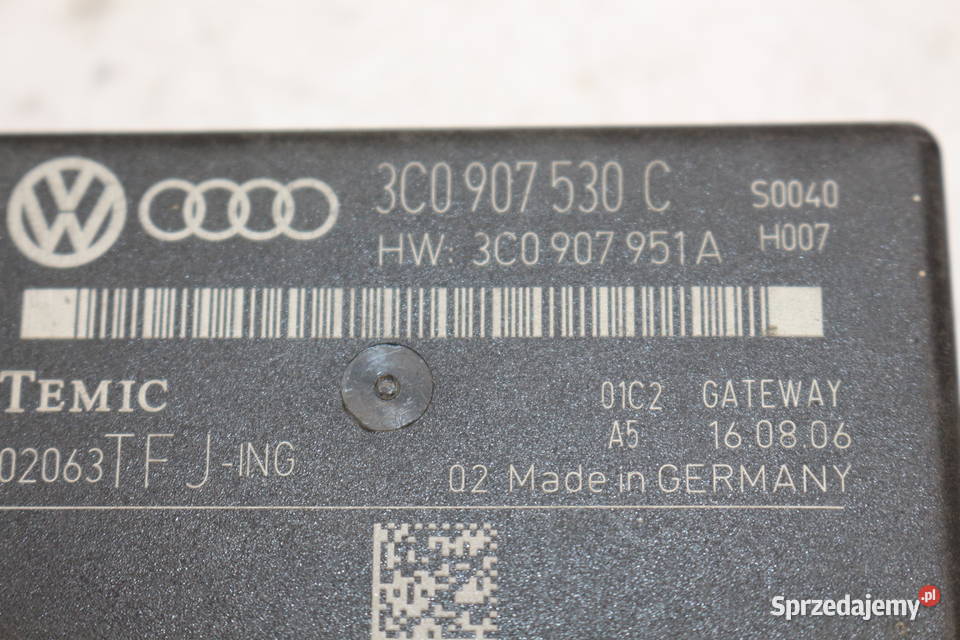 3C0 907 530 C S0040
HW: 3C0 907 951 A H007
TEMIC 01C2 GATEWAY
A5 16.08.06
02063TFJ-ING
02 Made in GERMANY
Sprzedajemy.pl